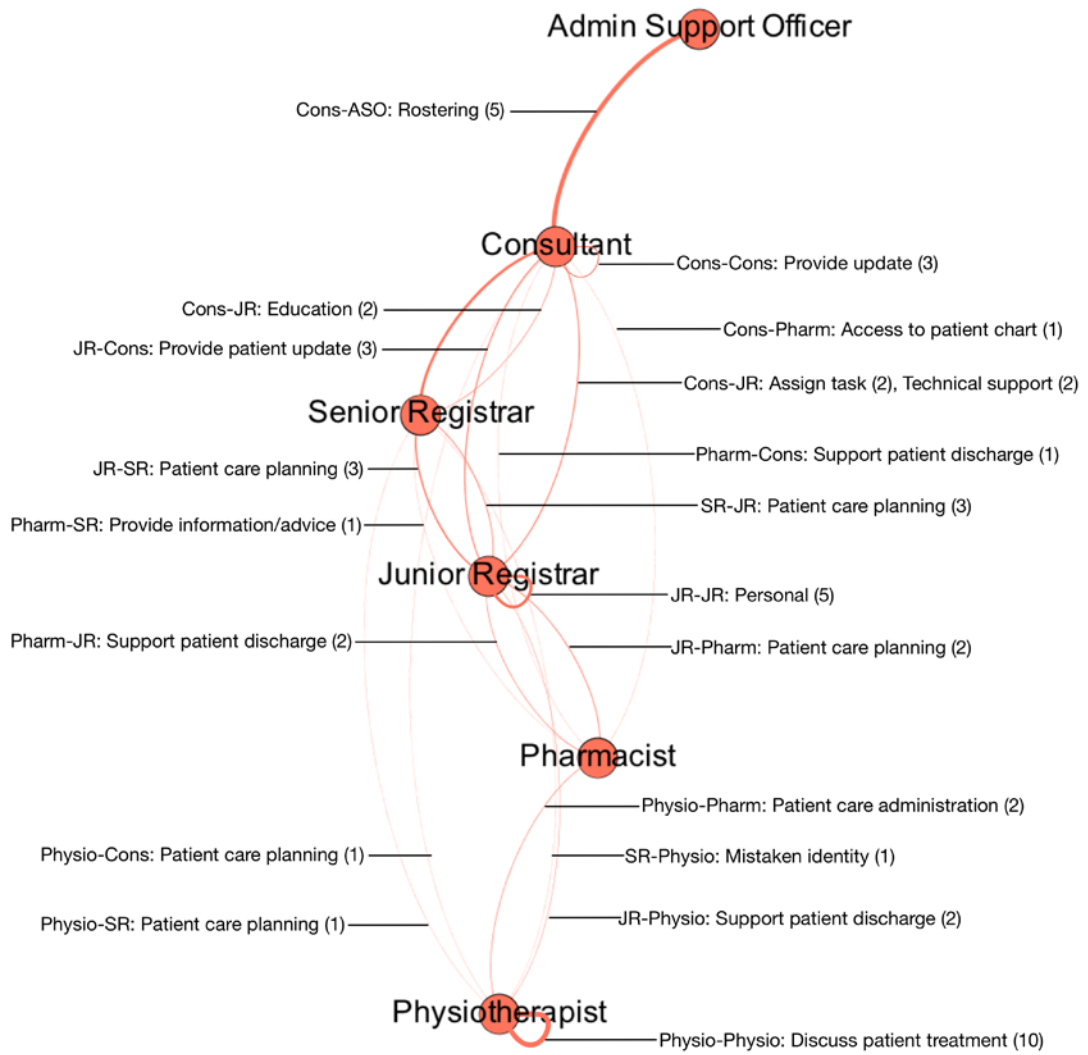 Admin Support Officer
Cons-ASO: Rostering (5)
Consultant
Cons-Cons: Provide update (3)
Cons-JR: Education (2)
Cons-Pharm: Access to patient chart (1)
JR-Cons: Provide patient update (3)
Cons-JR: Assign task (2), Technical support (2)
Senior Registrar
Pharm-Cons: Support patient discharge (1)
JR-SR: Patient care planning (3)
SR-JR: Patient care planning (3)
Pharm-SR: Provide information/advice (1)
Junior Registrar
JR-JR: Personal (5)
Pharm-JR: Support patient discharge (2)
JR-Pharm: Patient care planning (2)
Pharmacist
Physio-Pharm: Patient care administration (2)
Physio-Cons: Patient care planning (1)
SR-Physio: Mistaken identity (1)
Physio-SR: Patient care planning (1)
JR-Physio: Support patient discharge (2)
Physiotherapist
Physio-Physio: Discuss patient treatment (10)